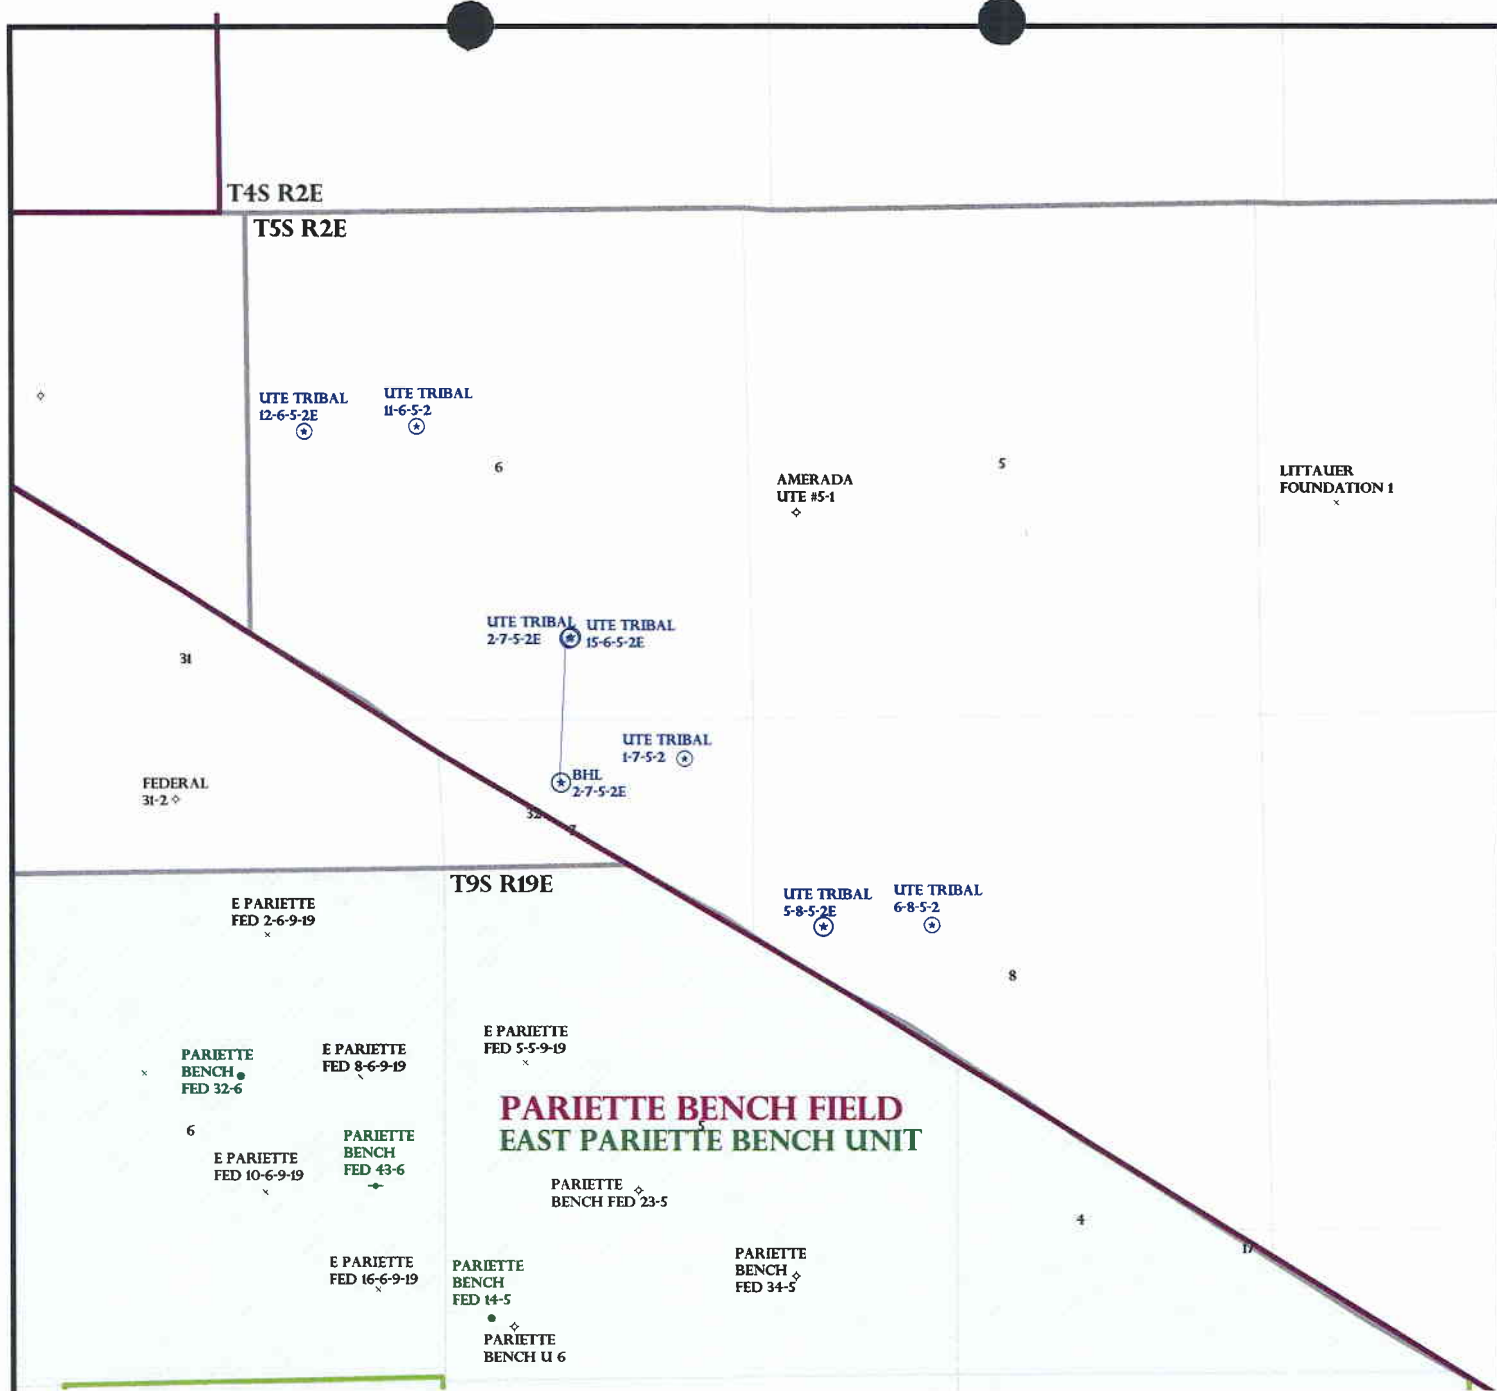 T4S R2E
T5S R2E
UTE TRIBAL
12-6-5-2E
UTE TRIBAL
11-6-5-2
6
5
AMERADA
UTE #5-1
LITTAUER
FOUNDATION 1
UTE TRIBAL
2-7-5-2E
UTE TRIBAL
15-6-5-2E
31
UTE TRIBAL
1-7-5-2
BHL
2-7-5-2E
FEDERAL
31-2
32
7
T9S R19E
E PARIETTE
FED 2-6-9-19
UTE TRIBAL
5-8-5-2E
UTE TRIBAL
6-8-5-2
8
E PARIETTE
FED 5-5-9-19
PARIETTE
BENCH
FED 32-6
E PARIETTE
FED 8-6-9-19
PARIETTE BENCH FIELD
5
EAST PARIETTE BENCH UNIT
6
PARIETTE
BENCH
FED 43-6
E PARIETTE
FED 10-6-9-19
PARIETTE
BENCH FED 23-5
4
17
E PARIETTE
FED 16-6-9-19
PARIETTE
BENCH
FED 14-5
PARIETTE
BENCH
FED 34-5
PARIETTE
BENCH U 6